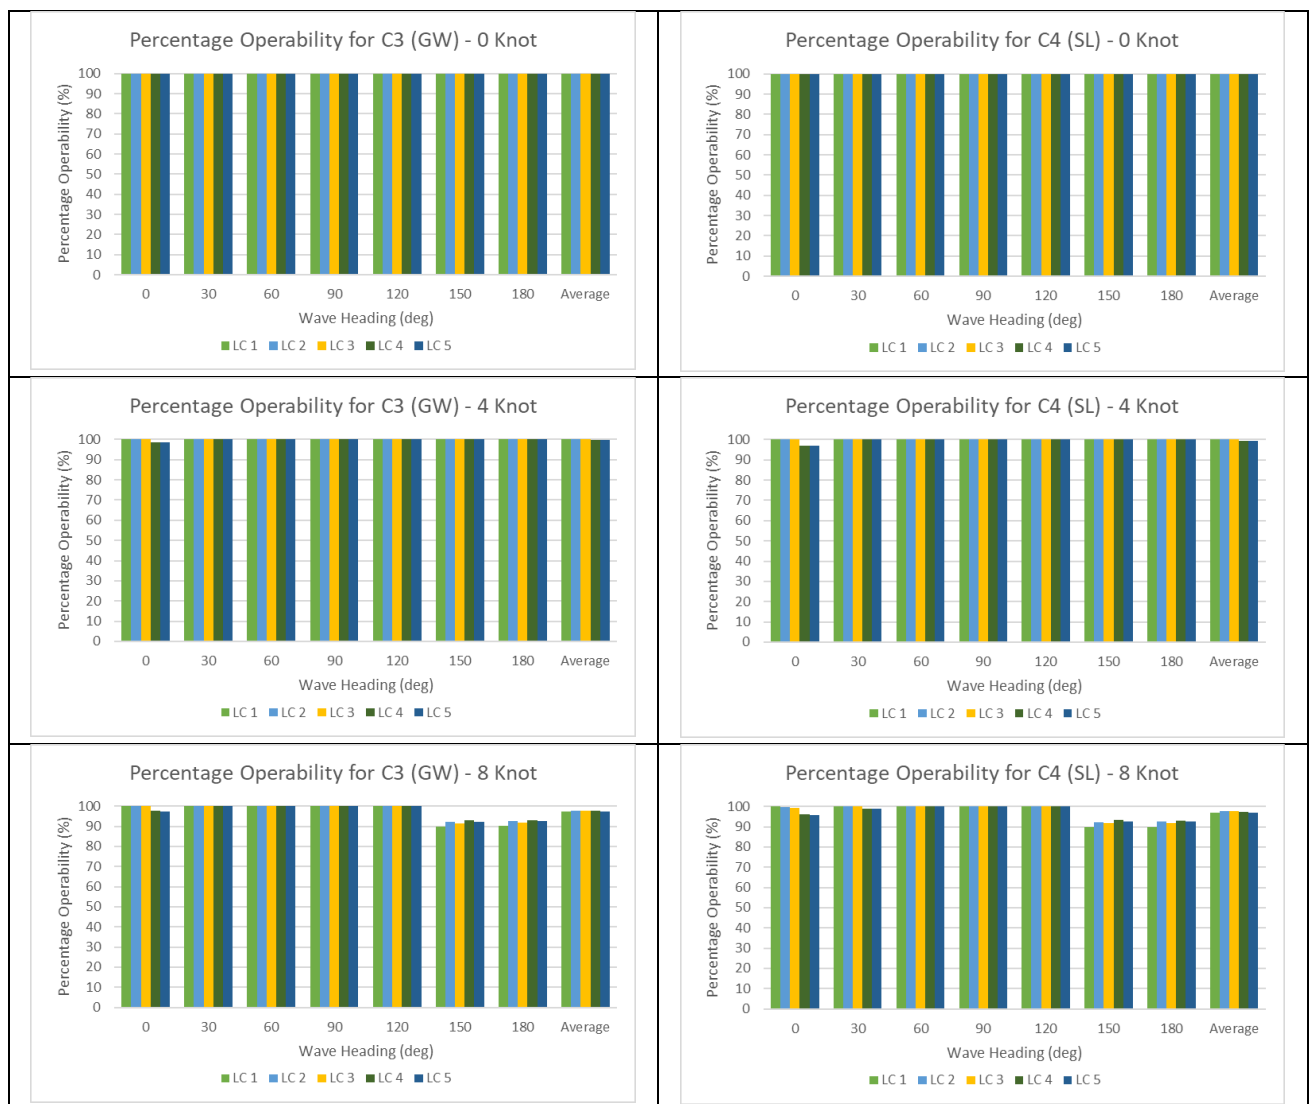 Percentage Operability for C3 (GW) - 0 Knot
Percentage Operability (%)
100
90
80
70
60
50
40
30
20
10
0
0 30 60 90 120 150 180 Average
Wave Heading (deg)
LC 1 LC 2 LC 3 LC 4 LC 5
Percentage Operability for C4 (SL) - 0 Knot
Percentage Operability (%)
100
90
80
70
60
50
40
30
20
10
0
0 30 60 90 120 150 180 Average
Wave Heading (deg)
LC 1 LC 2 LC 3 LC 4 LC 5
Percentage Operability for C3 (GW) - 4 Knot
Percentage Operability (%)
100
90
80
70
60
50
40
30
20
10
0
0 30 60 90 120 150 180 Average
Wave Heading (deg)
LC 1 LC 2 LC 3 LC 4 LC 5
Percentage Operability for C4 (SL) - 4 Knot
Percentage Operability (%)
100
90
80
70
60
50
40
30
20
10
0
0 30 60 90 120 150 180 Average
Wave Heading (deg)
LC 1 LC 2 LC 3 LC 4 LC 5
Percentage Operability for C3 (GW) - 8 Knot
Percentage Operability (%)
100
90
80
70
60
50
40
30
20
10
0
0 30 60 90 120 150 180 Average
Wave Heading (deg)
LC 1 LC 2 LC 3 LC 4 LC 5
Percentage Operability for C4 (SL) - 8 Knot
Percentage Operability (%)
100
90
80
70
60
50
40
30
20
10
0
0 30 60 90 120 150 180 Average
Wave Heading (deg)
LC 1 LC 2 LC 3 LC 4 LC 5